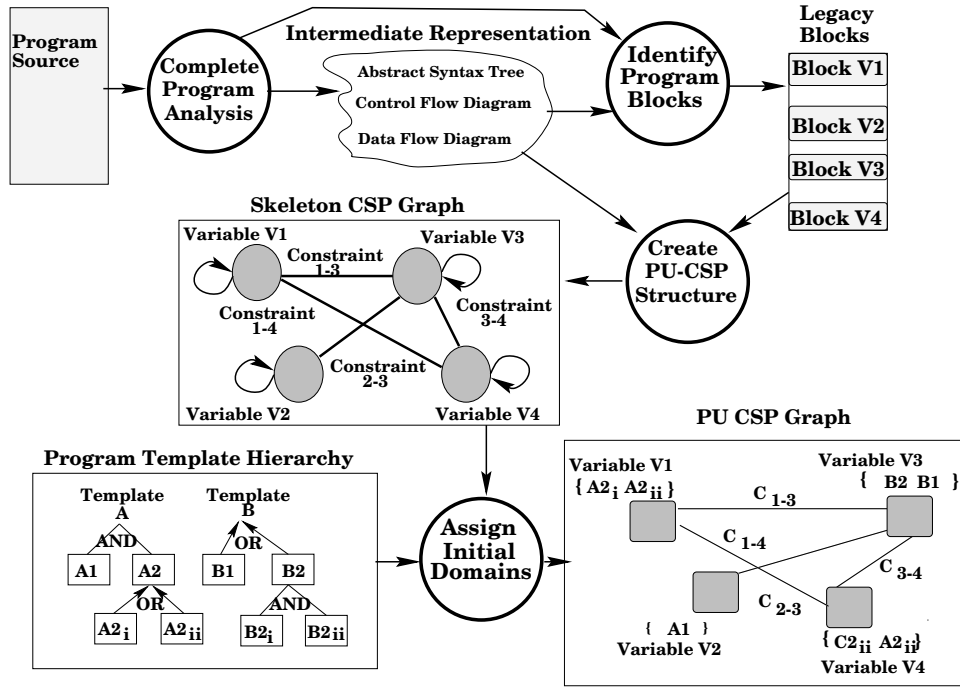 Program
Source
Complete
Program
Analysis
Intermediate Representation
Abstract Syntax Tree
Control Flow Diagram
Data Flow Diagram
Identify
Program
Blocks
Legacy
Blocks
Block V1
Block V2
Block V3
Block V4
Create
PU-CSP
Structure
Skeleton CSP Graph
Variable V1
Variable V3
Constraint
1-3
Constraint
1-4
Constraint
3-4
Constraint
2-3
Variable V2
Variable V4
Program Template Hierarchy
Template
A
AND
A1
A2
OR
A2i
A2ii
Template
B
OR
B1
B2
AND
B2i
B2ii
Assign
Initial
Domains
PU CSP Graph
Variable V1
{ A2i A2ii }
Variable V3
{ B2 B1 }
C 1-3
C 1-4
C 3-4
C 2-3
{ A1 }
Variable V2
{ C2ii A2ii }
Variable V4